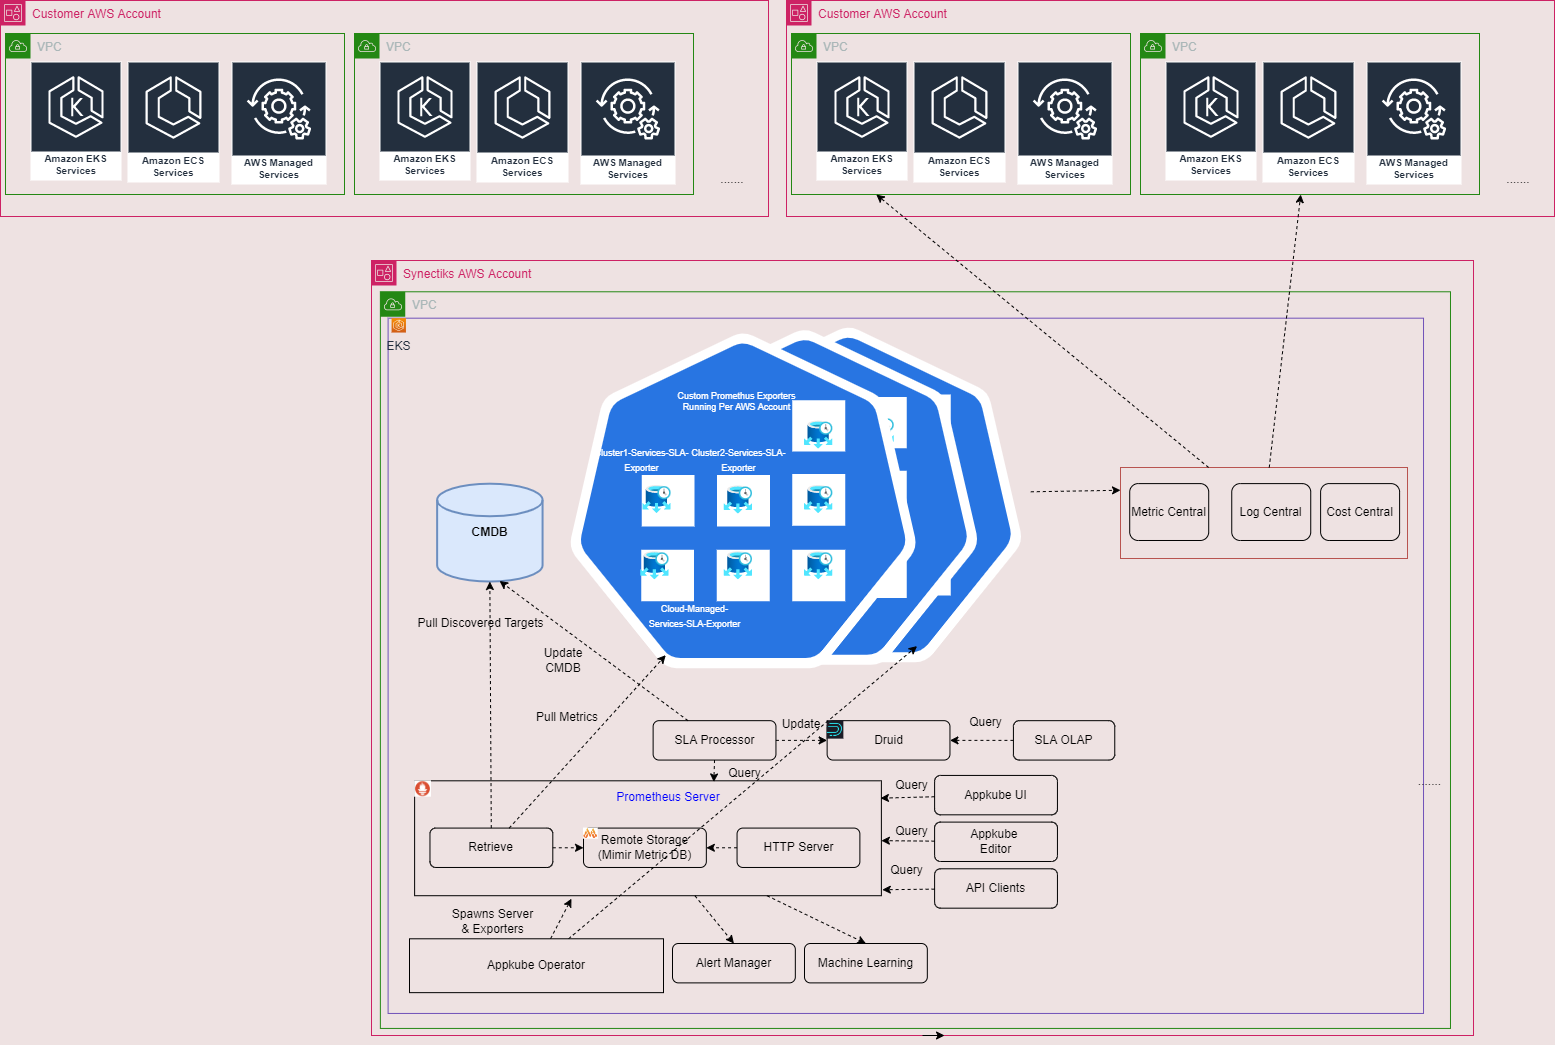 Customer AWS Account
VPC
Amazon EKS
Services
Amazon ECS
Services
AWS Managed
Services
VPC
Amazon EKS
Services
Amazon ECS
Services
AWS Managed
Services
.......
Customer AWS Account
VPC
Amazon EKS
Services
Amazon ECS
Services
AWS Managed
Services
VPC
Amazon EKS
Services
Amazon ECS
Services
AWS Managed
Services
.......
Synectiks AWS Account
VPC
EKS
Custom Promethus Exporters
Running Per AWS Account
luster1-Services-SLA-
Exporter
Cluster2-Services-SLA-
Exporter
Cloud-Managed-
Services-SLA-Exporter
CMDB
Metric Central
Log Central
Cost Central
Pull Discovered Targets
Update
CMDB
Pull Metrics
SLA Processor
Update
Druid
Query
SLA OLAP
Query
Prometheus Server
Retrieve
Remote Storage
(Mimir Metric DB)
HTTP Server
Query
Appkube UI
Query
Appkube
Editor
Query
API Clients
.......
Spawns Server
& Exporters
Appkube Operator
Alert Manager
Machine Learning